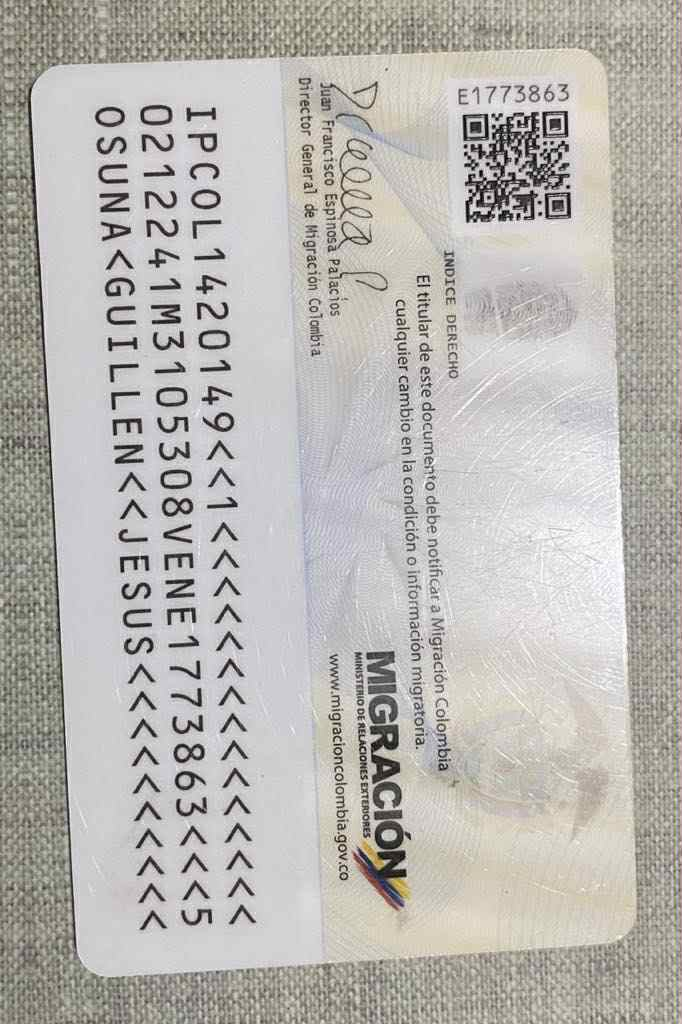 E1773863
INDICE DERECHO
El titular de este documento debe notificar a Migración Colombia
cualquier cambio en la condición o información migratoria.
Juan Francisco Espinosa Palacios
Director General de Migración Colombia
MIGRACIÓN
MINISTERIO DE RELACIONES EXTERIORES
www.migracioncolombia.gov.co
IPCOL1420149<<1<<<<<<<<<<<<<<<
0212241M3105308VENE1773863<<<5
OSUNA<GUILLEN<<JESUS<<<<<<<<<<